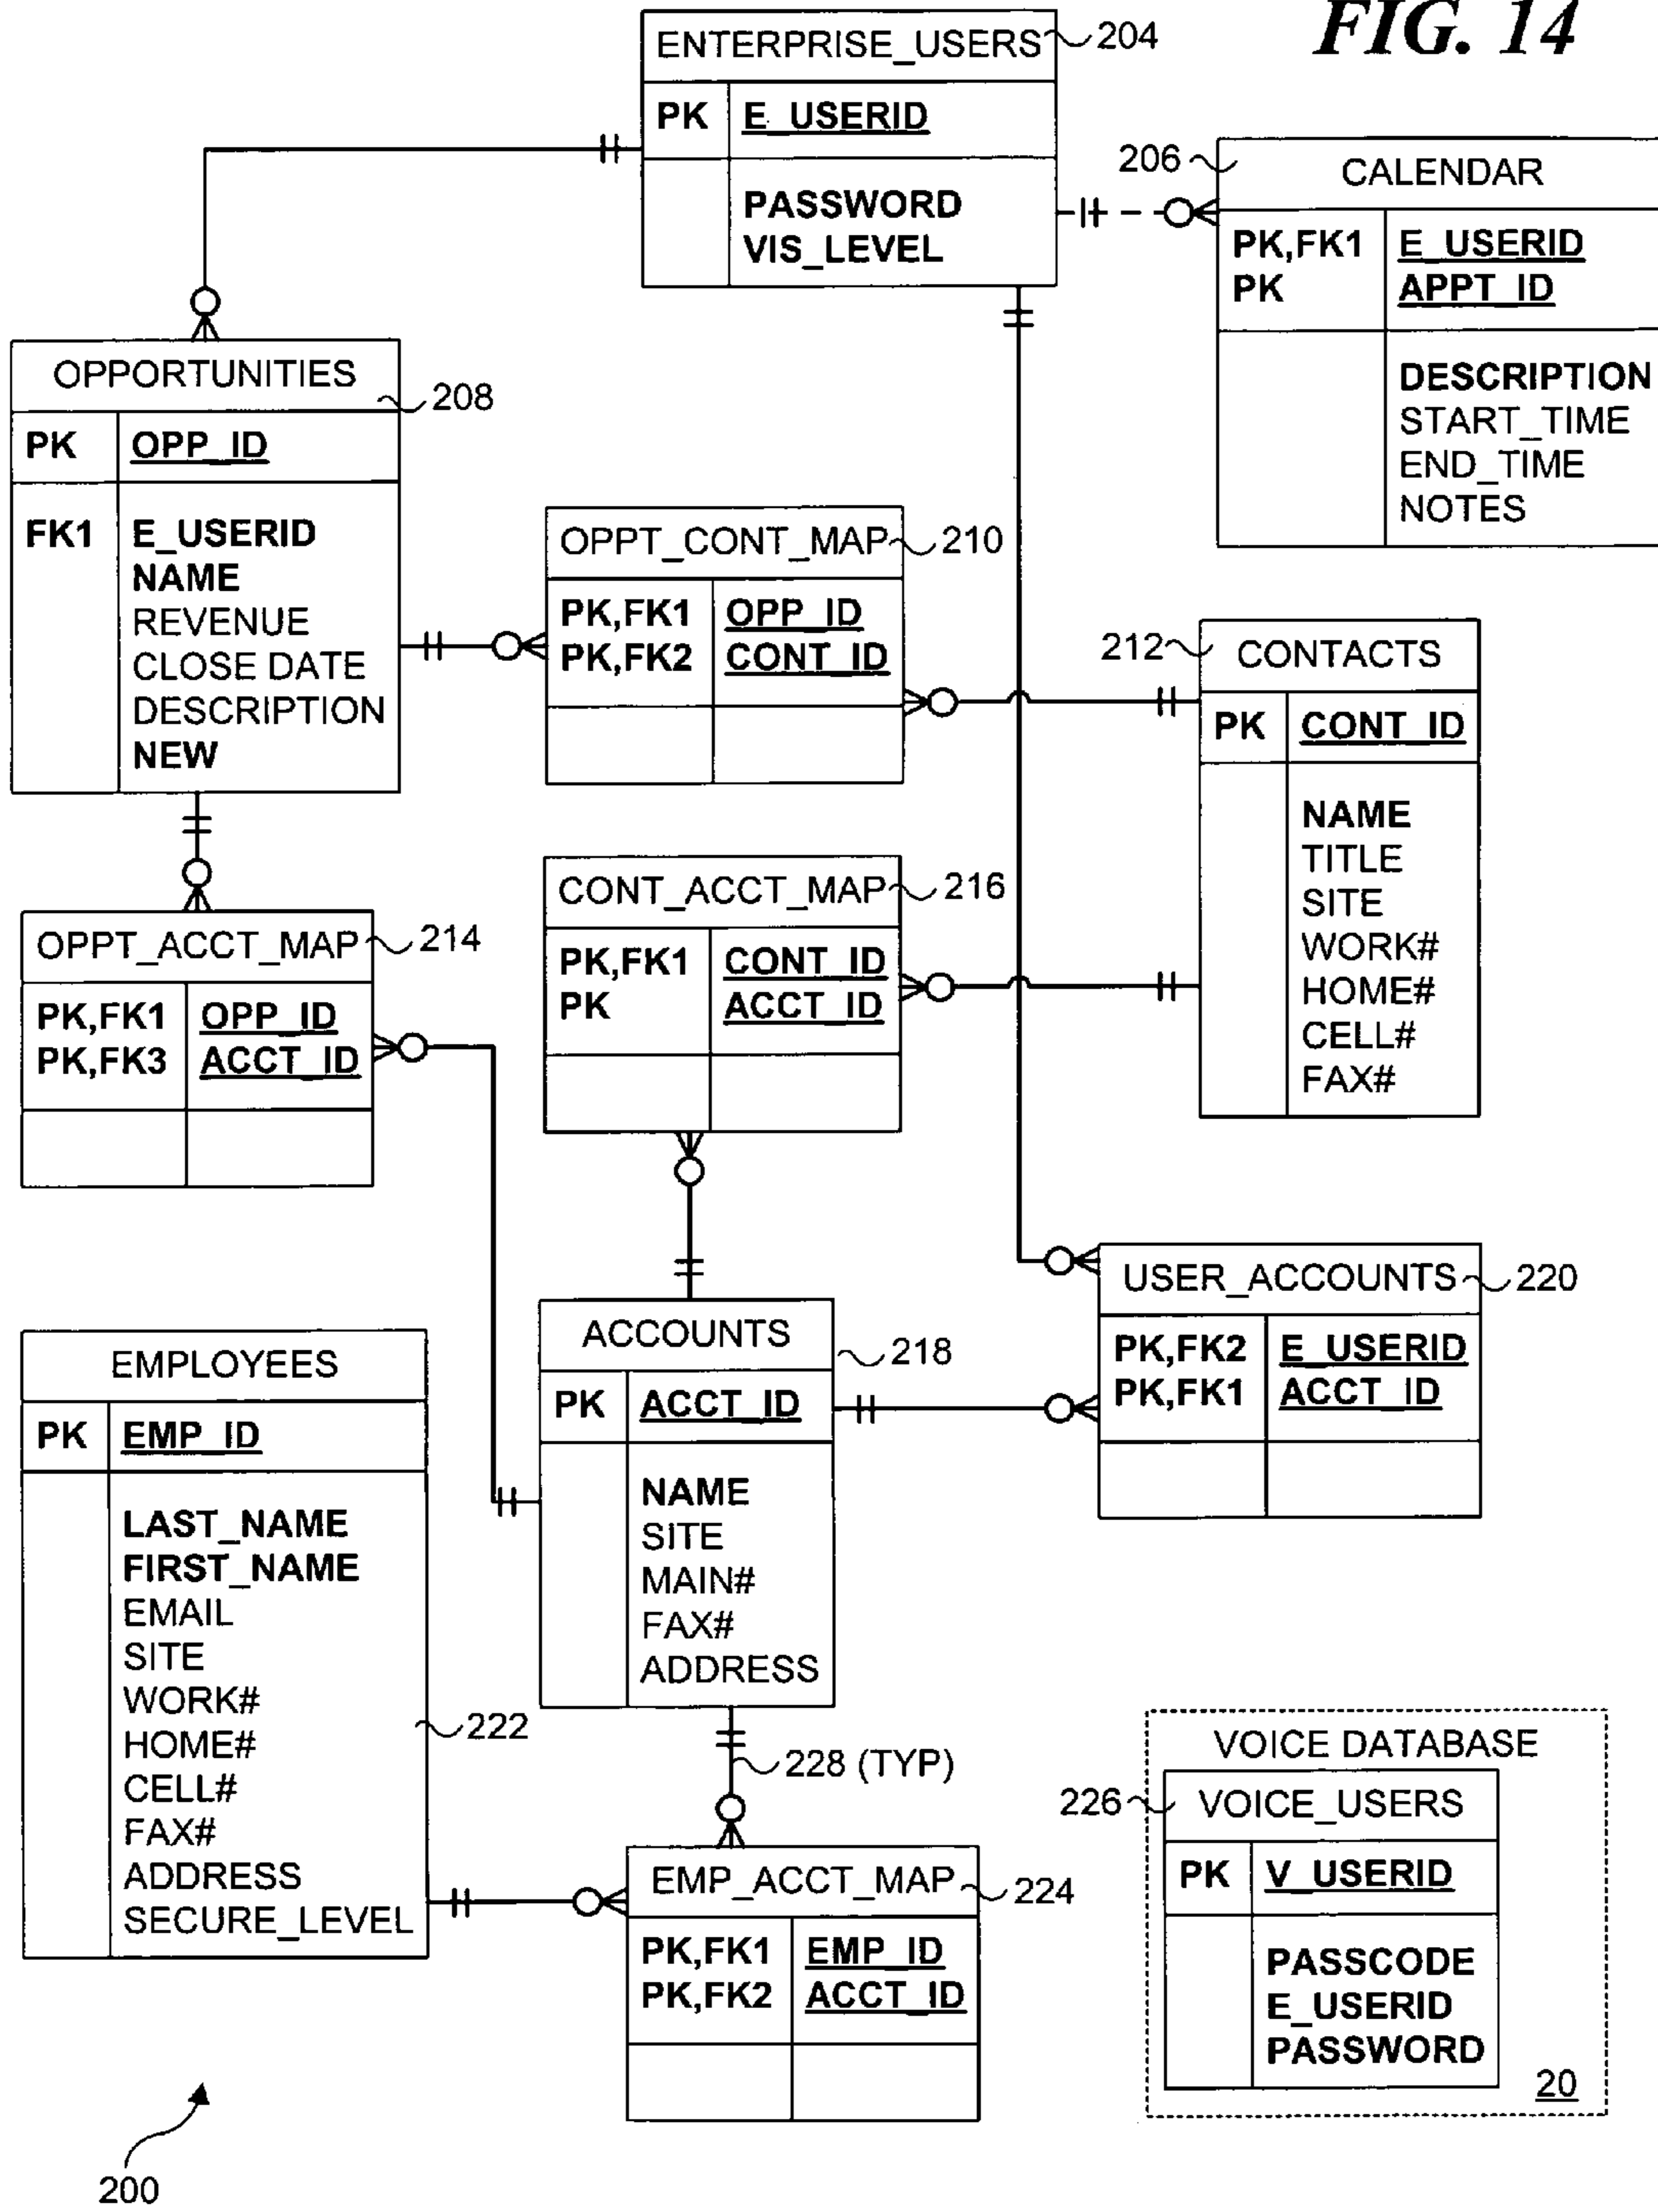 FIG. 14
ENTERPRISE_USERS 204
PK E_USERID
PASSWORD
VIS_LEVEL
206 CALENDAR
PK,FK1 E_USERID
PK APPT_ID
DESCRIPTION
START_TIME
END_TIME
NOTES
OPPORTUNITIES
208
PK OPP_ID
FK1 E_USERID
NAME
REVENUE
CLOSE DATE
DESCRIPTION
NEW
OPPT_CONT_MAP 210
PK,FK1 OPP_ID
PK,FK2 CONT_ID
212 CONTACTS
PK CONT_ID
NAME
TITLE
SITE
WORK#
HOME#
CELL#
FAX#
OPPT_ACCT_MAP 214
PK,FK1 OPP_ID
PK,FK3 ACCT_ID
CONT_ACCT_MAP 216
PK,FK1 CONT_ID
PK ACCT_ID
ACCOUNTS
218
PK ACCT_ID
NAME
SITE
MAIN#
FAX#
ADDRESS
USER_ACCOUNTS 220
PK,FK2 E_USERID
PK,FK1 ACCT_ID
EMPLOYEES
PK EMP_ID
LAST_NAME
FIRST_NAME
EMAIL
SITE
WORK#
HOME#
222
CELL#
FAX#
ADDRESS
SECURE_LEVEL
228 (TYP)
EMP_ACCT_MAP 224
PK,FK1 EMP_ID
PK,FK2 ACCT_ID
VOICE DATABASE
226 VOICE_USERS
PK V_USERID
PASSCODE
E_USERID
PASSWORD
20
200